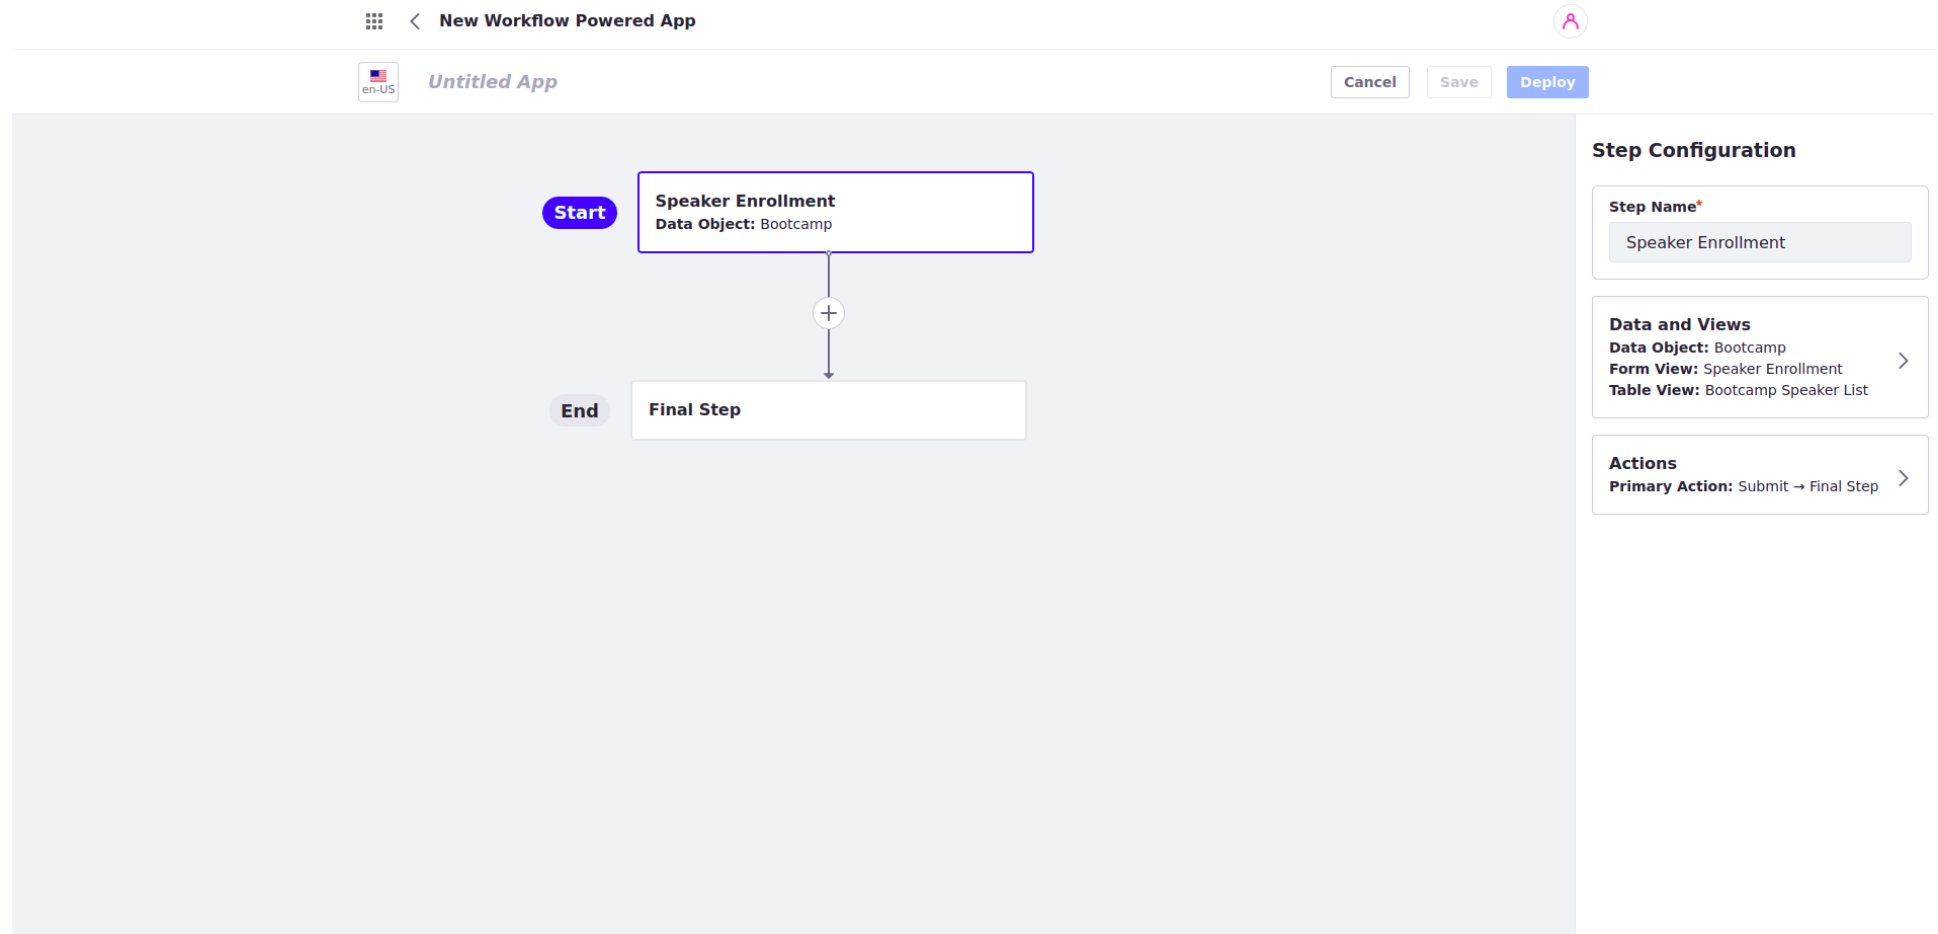 New Workflow Powered App
en-US
Untitled App
Cancel
Save
Deploy
Start
Speaker Enrollment
Data Object: Bootcamp
End
Final Step
Step Configuration
Step Name*
Speaker Enrollment
Data and Views
Data Object: Bootcamp
Form View: Speaker Enrollment
Table View: Bootcamp Speaker List
Actions
Primary Action: Submit → Final Step